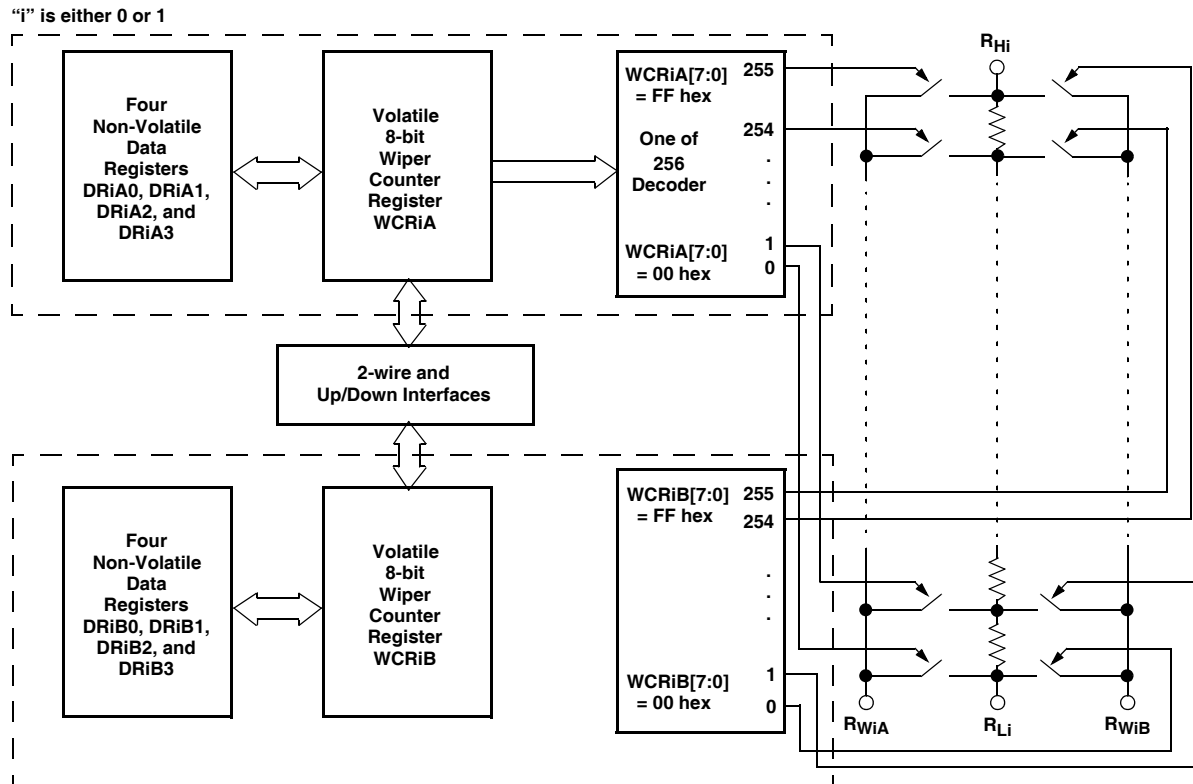 “i” is either 0 or 1
Four
Non-Volatile
Data
Registers
DRiA0, DRiA1,
DRiA2, and
DRiA3
Volatile
8-bit
Wiper
Counter
Register
WCRiA
WCRiA[7:0]
= FF hex
255
254
One of
256
Decoder
.
.
.
WCRiA[7:0]
= 00 hex
1
0
RHi
2-wire and
Up/Down Interfaces
Four
Non-Volatile
Data
Registers
DRiB0, DRiB1,
DRiB2, and
DRiB3
Volatile
8-bit
Wiper
Counter
Register
WCRiB
WCRiB[7:0]
= FF hex
255
254
.
.
.
WCRiB[7:0]
= 00 hex
1
0
RWiA
RLi
RWiB